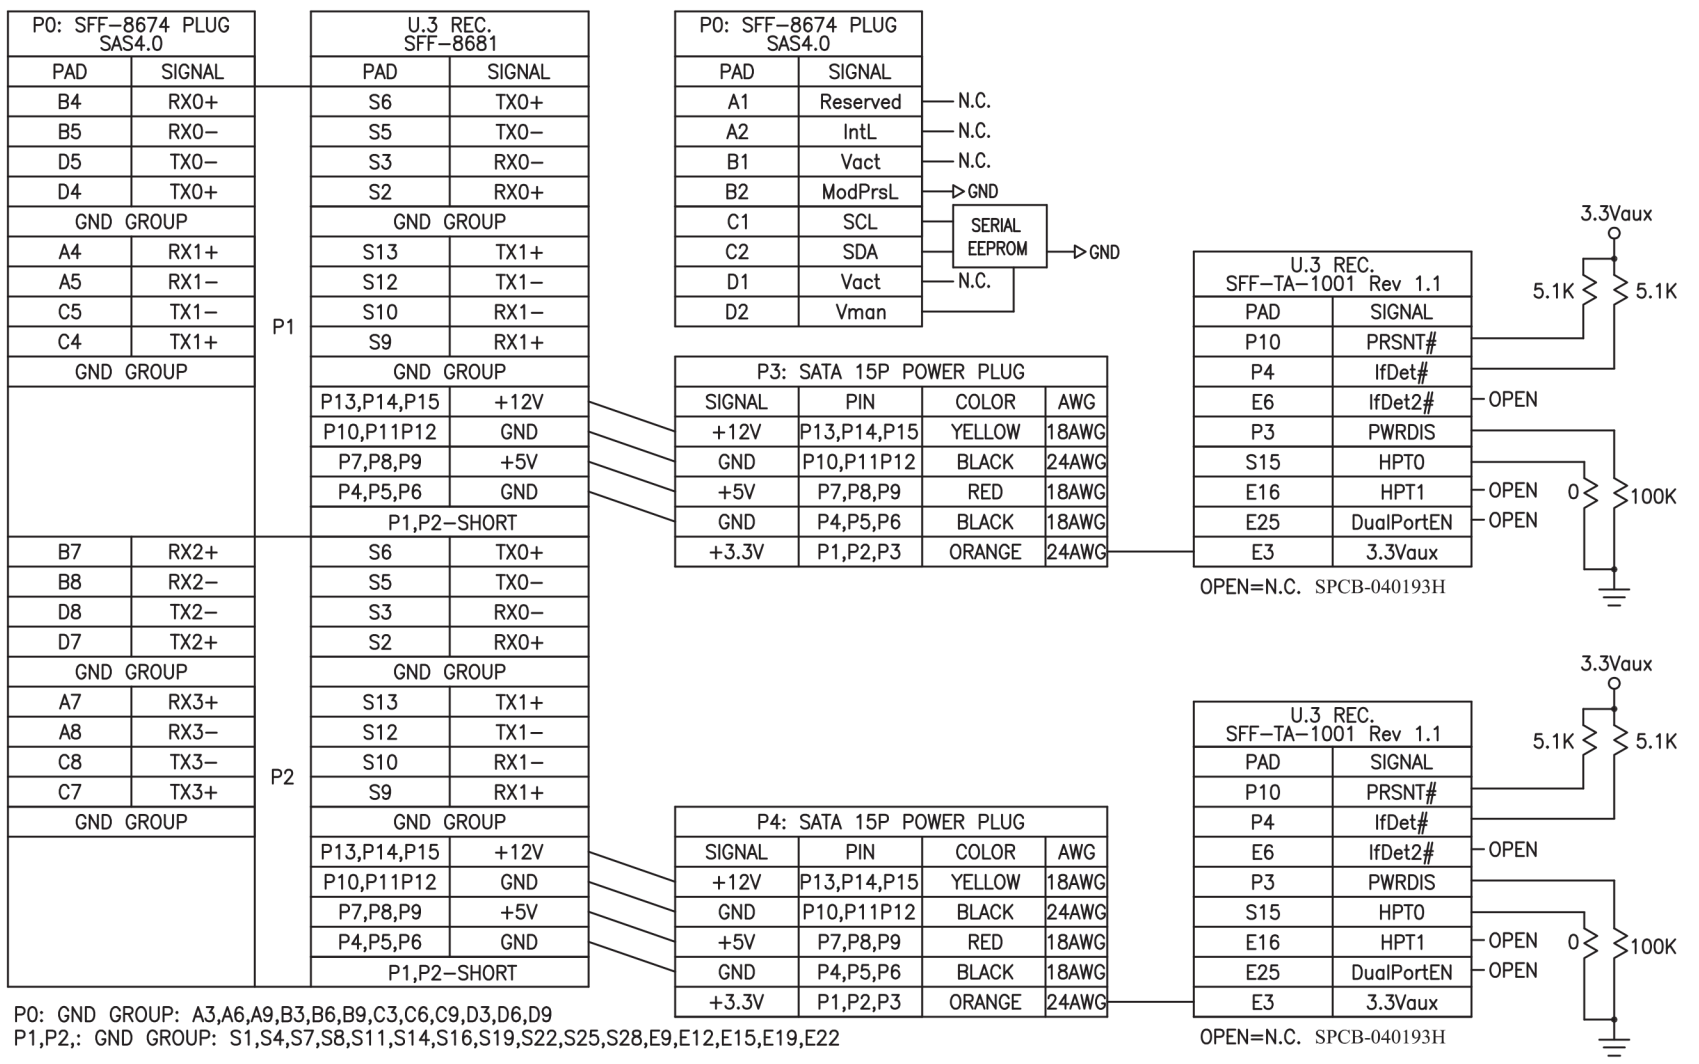 P0: SFF-8674 PLUG
SAS4.0
PAD SIGNAL
B4 RX0+
B5 RX0-
D5 TX0-
D4 TX0+
GND GROUP
A4 RX1+
A5 RX1-
C5 TX1-
C4 TX1+
GND GROUP
B7 RX2+
B8 RX2-
D8 TX2-
D7 TX2+
GND GROUP
A7 RX3+
A8 RX3-
C8 TX3-
C7 TX3+
GND GROUP
P1
P2
U.3 REC.
SFF-8681
PAD SIGNAL
S6 TX0+
S5 TX0-
S3 RX0-
S2 RX0+
GND GROUP
S13 TX1+
S12 TX1-
S10 RX1-
S9 RX1+
GND GROUP
P13,P14,P15 +12V
P10,P11P12 GND
P7,P8,P9 +5V
P4,P5,P6 GND
P1,P2-SHORT
S6 TX0+
S5 TX0-
S3 RX0-
S2 RX0+
GND GROUP
S13 TX1+
S12 TX1-
S10 RX1-
S9 RX1+
GND GROUP
P13,P14,P15 +12V
P10,P11P12 GND
P7,P8,P9 +5V
P4,P5,P6 GND
P1,P2-SHORT
P0: SFF-8674 PLUG
SAS4.0
PAD SIGNAL
A1 Reserved N.C.
A2 IntL N.C.
B1 Vact N.C.
B2 ModPrsL GND
C1 SCL
C2 SDA
D1 Vact N.C.
D2 Vman
SERIAL
EEPROM
GND
P3: SATA 15P POWER PLUG
SIGNAL PIN COLOR AWG
+12V P13,P14,P15 YELLOW 18AWG
GND P10,P11P12 BLACK 24AWG
+5V P7,P8,P9 RED 18AWG
GND P4,P5,P6 BLACK 18AWG
+3.3V P1,P2,P3 ORANGE 24AWG
U.3 REC.
SFF-TA-1001 Rev 1.1
PAD SIGNAL
P10 PRSNT#
P4 IfDet#
E6 IfDet2# OPEN
P3 PWRDIS
S15 HPT0
E16 HPT1 OPEN
E25 DualPortEN OPEN
E3 3.3Vaux
3.3Vaux
5.1K 5.1K
0 100K
OPEN=N.C. SPCB-040193H
P4: SATA 15P POWER PLUG
SIGNAL PIN COLOR AWG
+12V P13,P14,P15 YELLOW 18AWG
GND P10,P11P12 BLACK 24AWG
+5V P7,P8,P9 RED 18AWG
GND P4,P5,P6 BLACK 18AWG
+3.3V P1,P2,P3 ORANGE 24AWG
U.3 REC.
SFF-TA-1001 Rev 1.1
PAD SIGNAL
P10 PRSNT#
P4 IfDet#
E6 IfDet2# OPEN
P3 PWRDIS
S15 HPT0
E16 HPT1 OPEN
E25 DualPortEN OPEN
E3 3.3Vaux
3.3Vaux
5.1K 5.1K
0 100K
OPEN=N.C. SPCB-040193H
P0: GND GROUP: A3,A6,A9,B3,B6,B9,C3,C6,C9,D3,D6,D9
P1,P2,: GND GROUP: S1,S4,S7,S8,S11,S14,S16,S19,S22,S25,S28,E9,E12,E15,E19,E22